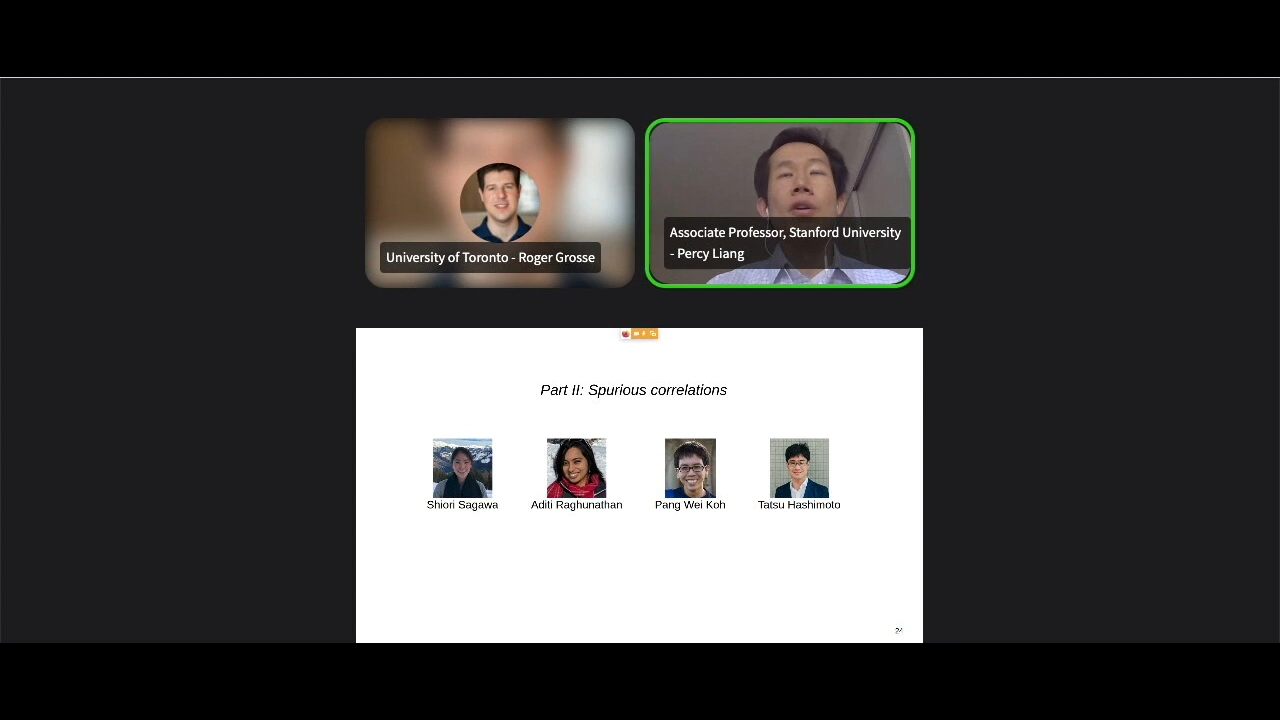 University of Toronto - Roger Grosse
Associate Professor, Stanford University
- Percy Liang
Part II: Spurious correlations
Shiori Sagawa
Aditi Raghunathan
Pang Wei Koh
Tatsu Hashimoto
24